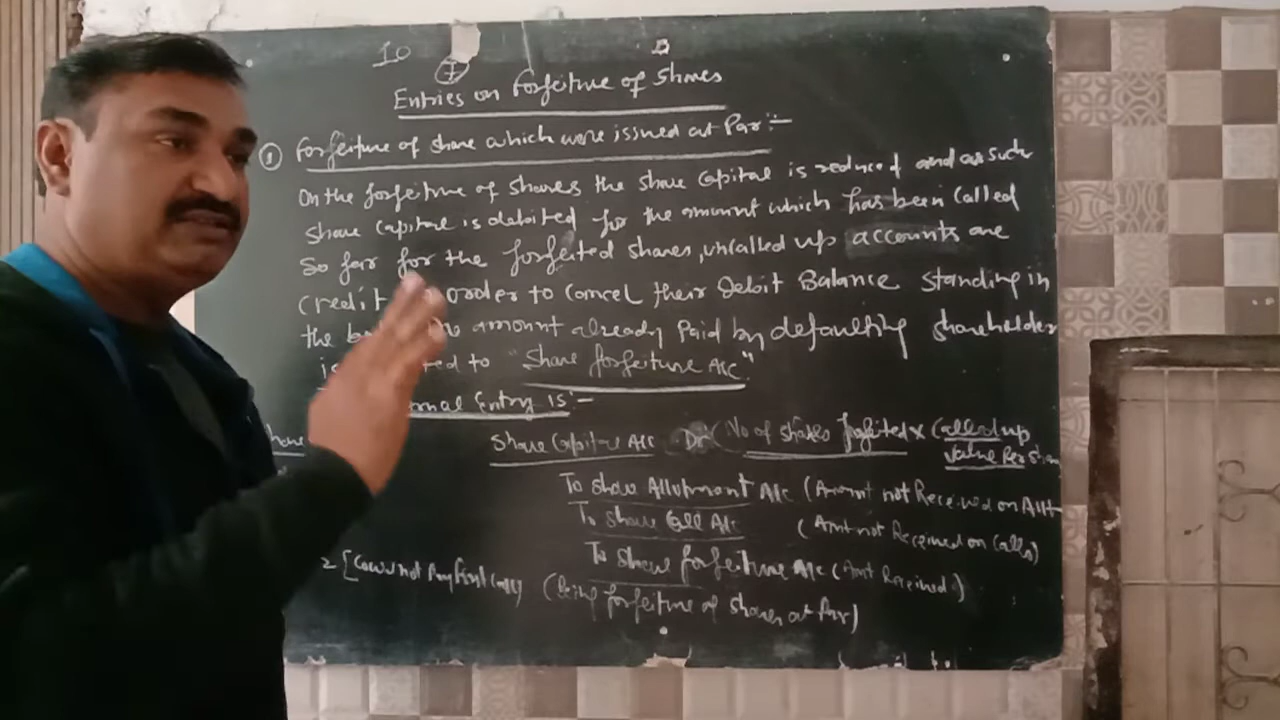 10
I
Entries on forfeiture of Shares
① Forfeiture of share which were issued at Par:-
On the forfeiture of shares the share capital is reduced and as such
share capital is debited for the amount which has been called
so far for the forfeited shares, uncalled up accounts are
credit order to cancel their debit Balance standing in
the amount already paid by defaulting shareholder
is to "Share forfeiture A/c"
Entry is:-
Share Capital A/c Dr (No of shares forfeited x Called up
value Per
To share Allotment A/c (Amount not Received on
To share Call A/c (Amt not Received on Calls)
To share forfeiture A/c (Amt Received)
(Being forfeiture of shares at Par)